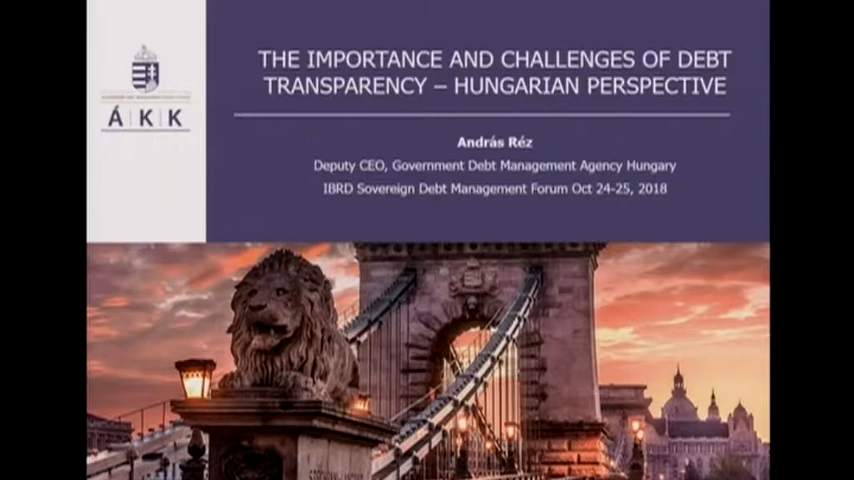 THE IMPORTANCE AND CHALLENGES OF DEBT
TRANSPARENCY – HUNGARIAN PERSPECTIVE
ÁKK
András Réz
Deputy CEO, Government Debt Management Agency Hungary
IBRD Sovereign Debt Management Forum Oct 24-25, 2018